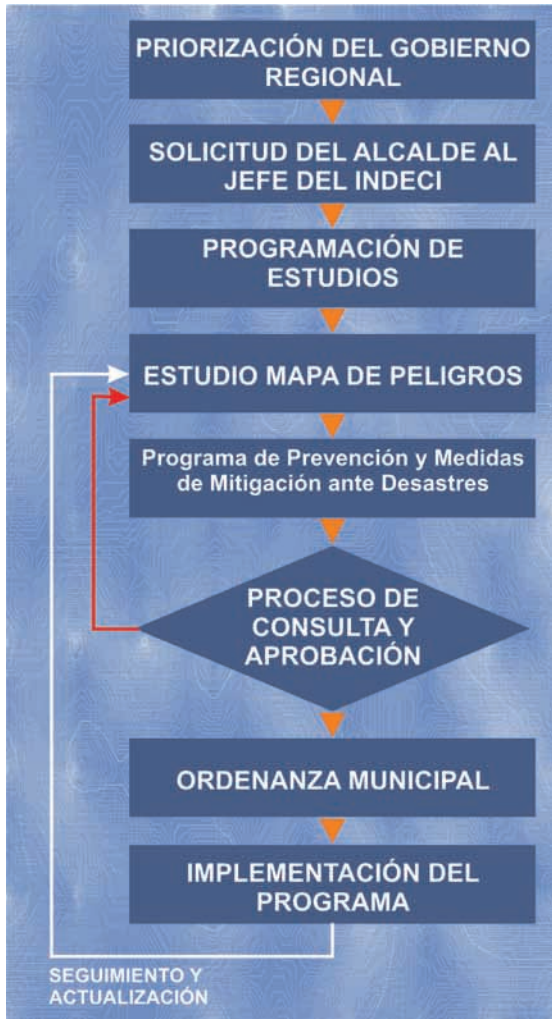 PRIORIZACIÓN DEL GOBIERNO
REGIONAL
SOLICITUD DEL ALCALDE AL
JEFE DEL INDECI
PROGRAMACIÓN DE
ESTUDIOS
ESTUDIO MAPA DE PELIGROS
Programa de Prevención y Medidas
de Mitigación ante Desastres
PROCESO DE
CONSULTA Y
APROBACIÓN
ORDENANZA MUNICIPAL
IMPLEMENTACIÓN DEL
PROGRAMA
SEGUIMIENTO Y
ACTUALIZACIÓN